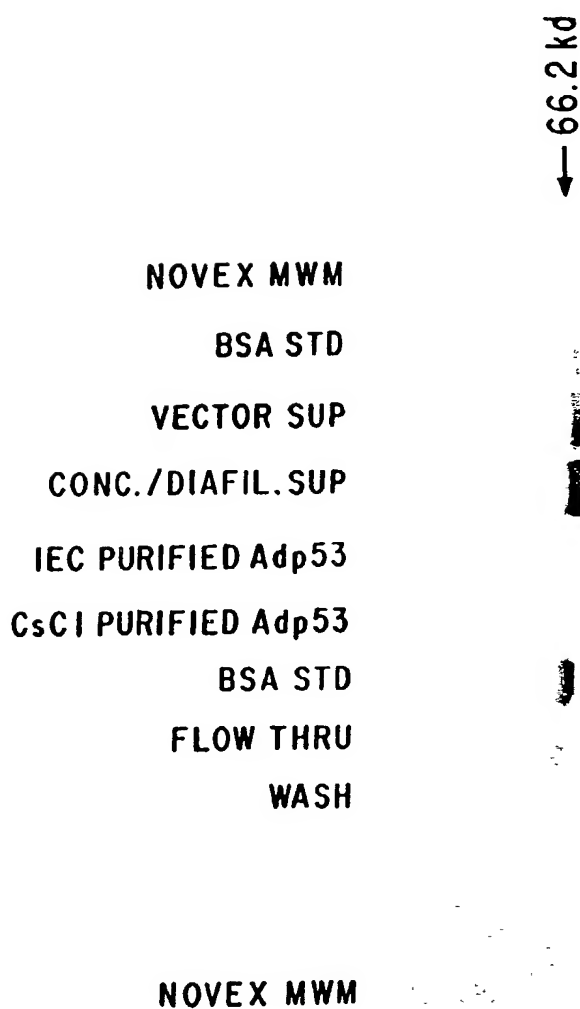 ← 66.2 kd
NOVEX MWM
BSA STD
VECTOR SUP
CONC./DIAFIL.SUP
IEC PURIFIED Adp53
CsCl PURIFIED Adp53
BSA STD
FLOW THRU
WASH
NOVEX MWM